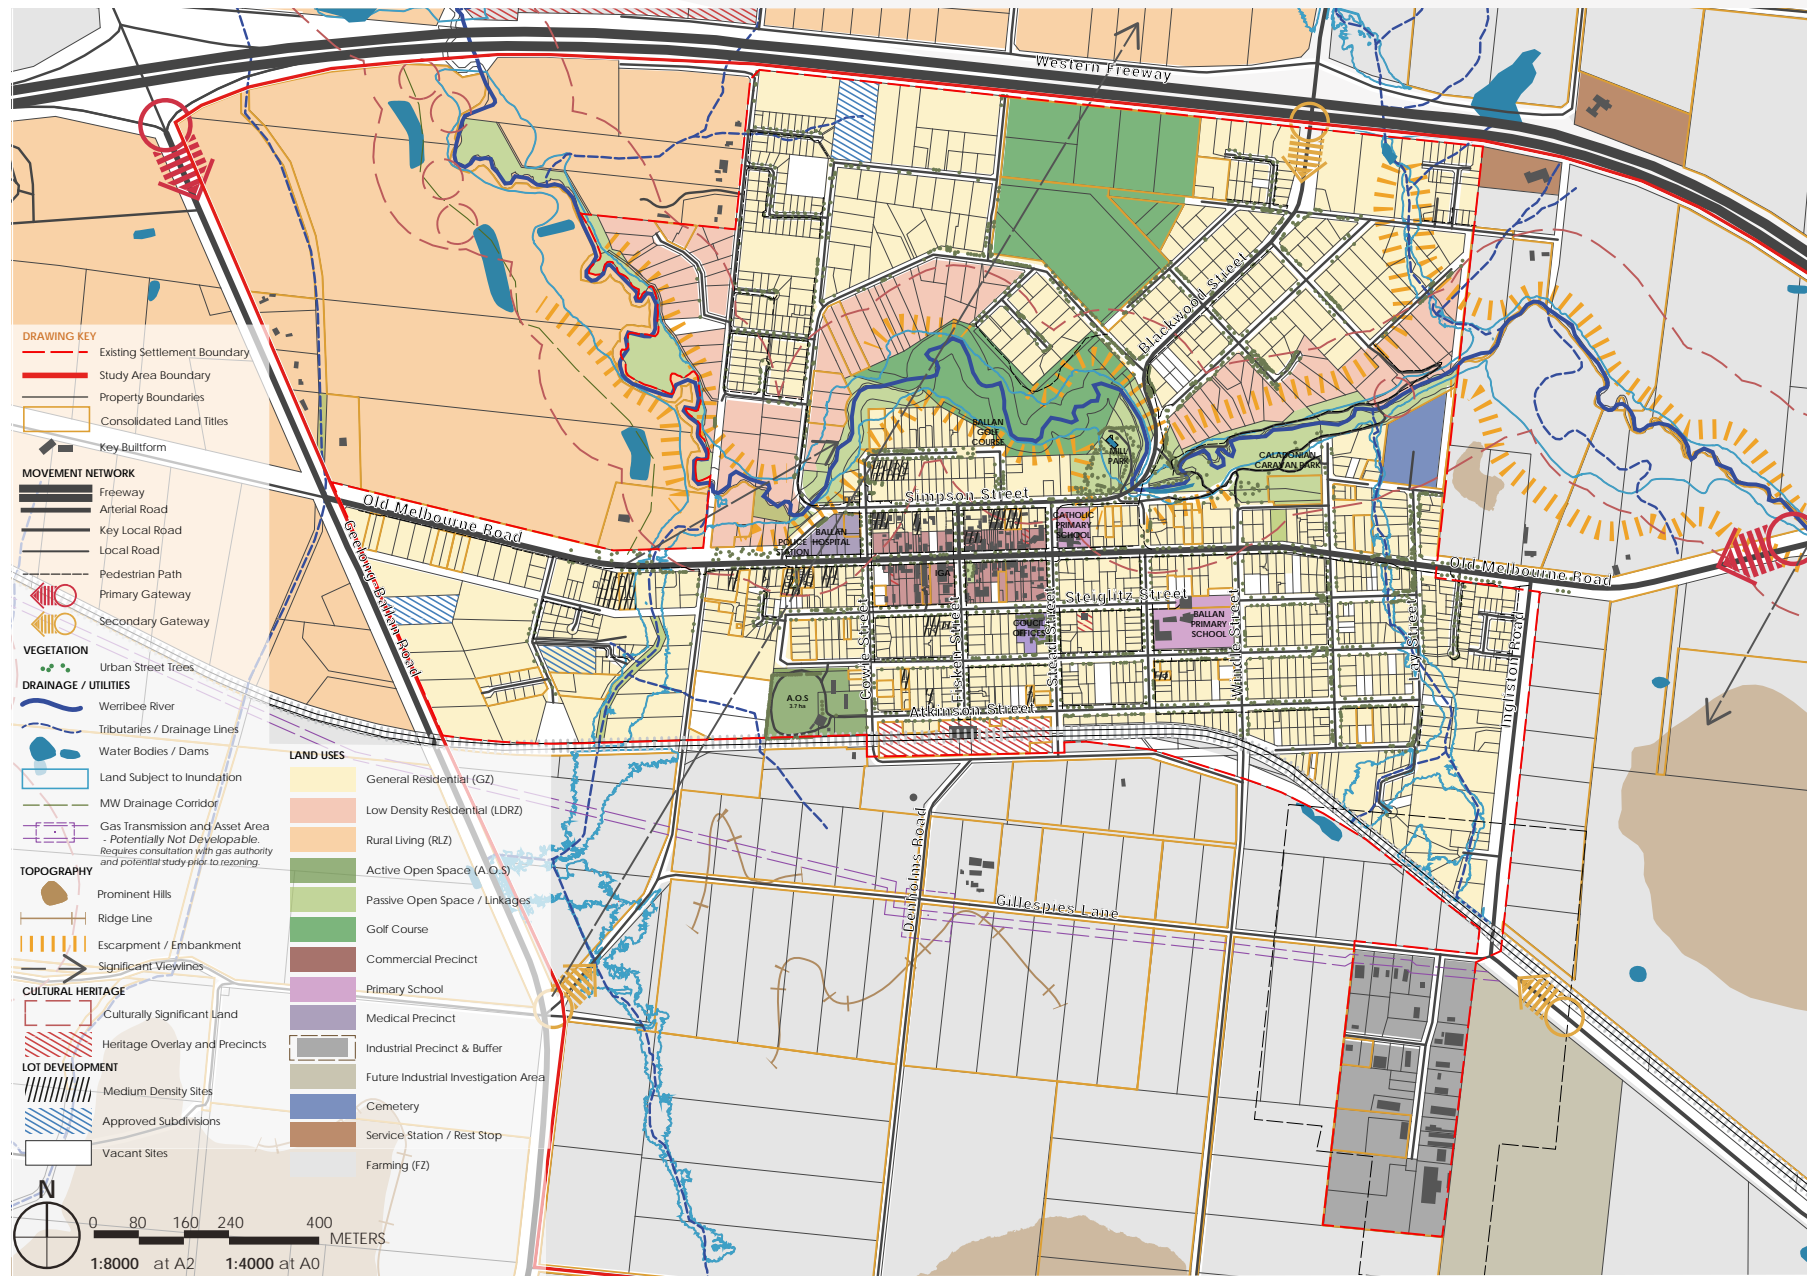 Western Freeway
Blackwood Street
BALLAN
GOLF
COURSE
MILL
PARK
CALADONIAN
CARAVAN PARK
Simpson Street
Old Melbourne Road
Geelong-Ballan Road
CATHOLIC
PRIMARY
SCHOOL
BALLAN
HOSPITAL
POLICE
STATION
IGA
Old Melbourne Road
Steiglitz Street
BALLAN
PRIMARY
SCHOOL
COUCIL
OFFICES
Cowie Street
Fisken Street
Stead Street
Windle Street
Lay Street
Ingliston Road
A.O.S
3.7 ha
Atkinson Street
Denholms Road
Gillespies Lane
DRAWING KEY
Existing Settlement Boundary
Study Area Boundary
Property Boundaries
Consolidated Land Titles
Key Builtform
MOVEMENT NETWORK
Freeway
Arterial Road
Key Local Road
Local Road
Pedestrian Path
Primary Gateway
Secondary Gateway
VEGETATION
Urban Street Trees
DRAINAGE / UTILITIES
Werribee River
Tributaries / Drainage Lines
Water Bodies / Dams
Land Subject to Inundation
MW Drainage Corridor
Gas Transmission and Asset Area
- Potentially Not Developable.
Requires consultation with gas authority
and potential study prior to rezoning.
TOPOGRAPHY
Prominent Hills
Ridge Line
Escarpment / Embankment
Significant Viewlines
CULTURAL HERITAGE
Culturally Significant Land
Heritage Overlay and Precincts
LOT DEVELOPMENT
Medium Density Sites
Approved Subdivisions
Vacant Sites
LAND USES
General Residential (GZ)
Low Density Residential (LDRZ)
Rural Living (RLZ)
Active Open Space (A.O.S)
Passive Open Space / Linkages
Golf Course
Commercial Precinct
Primary School
Medical Precinct
Industrial Precinct & Buffer
Future Industrial Investigation Area
Cemetery
Service Station / Rest Stop
Farming (FZ)
N
0 80 160 240 400
METERS
1:8000 at A2 1:4000 at A0